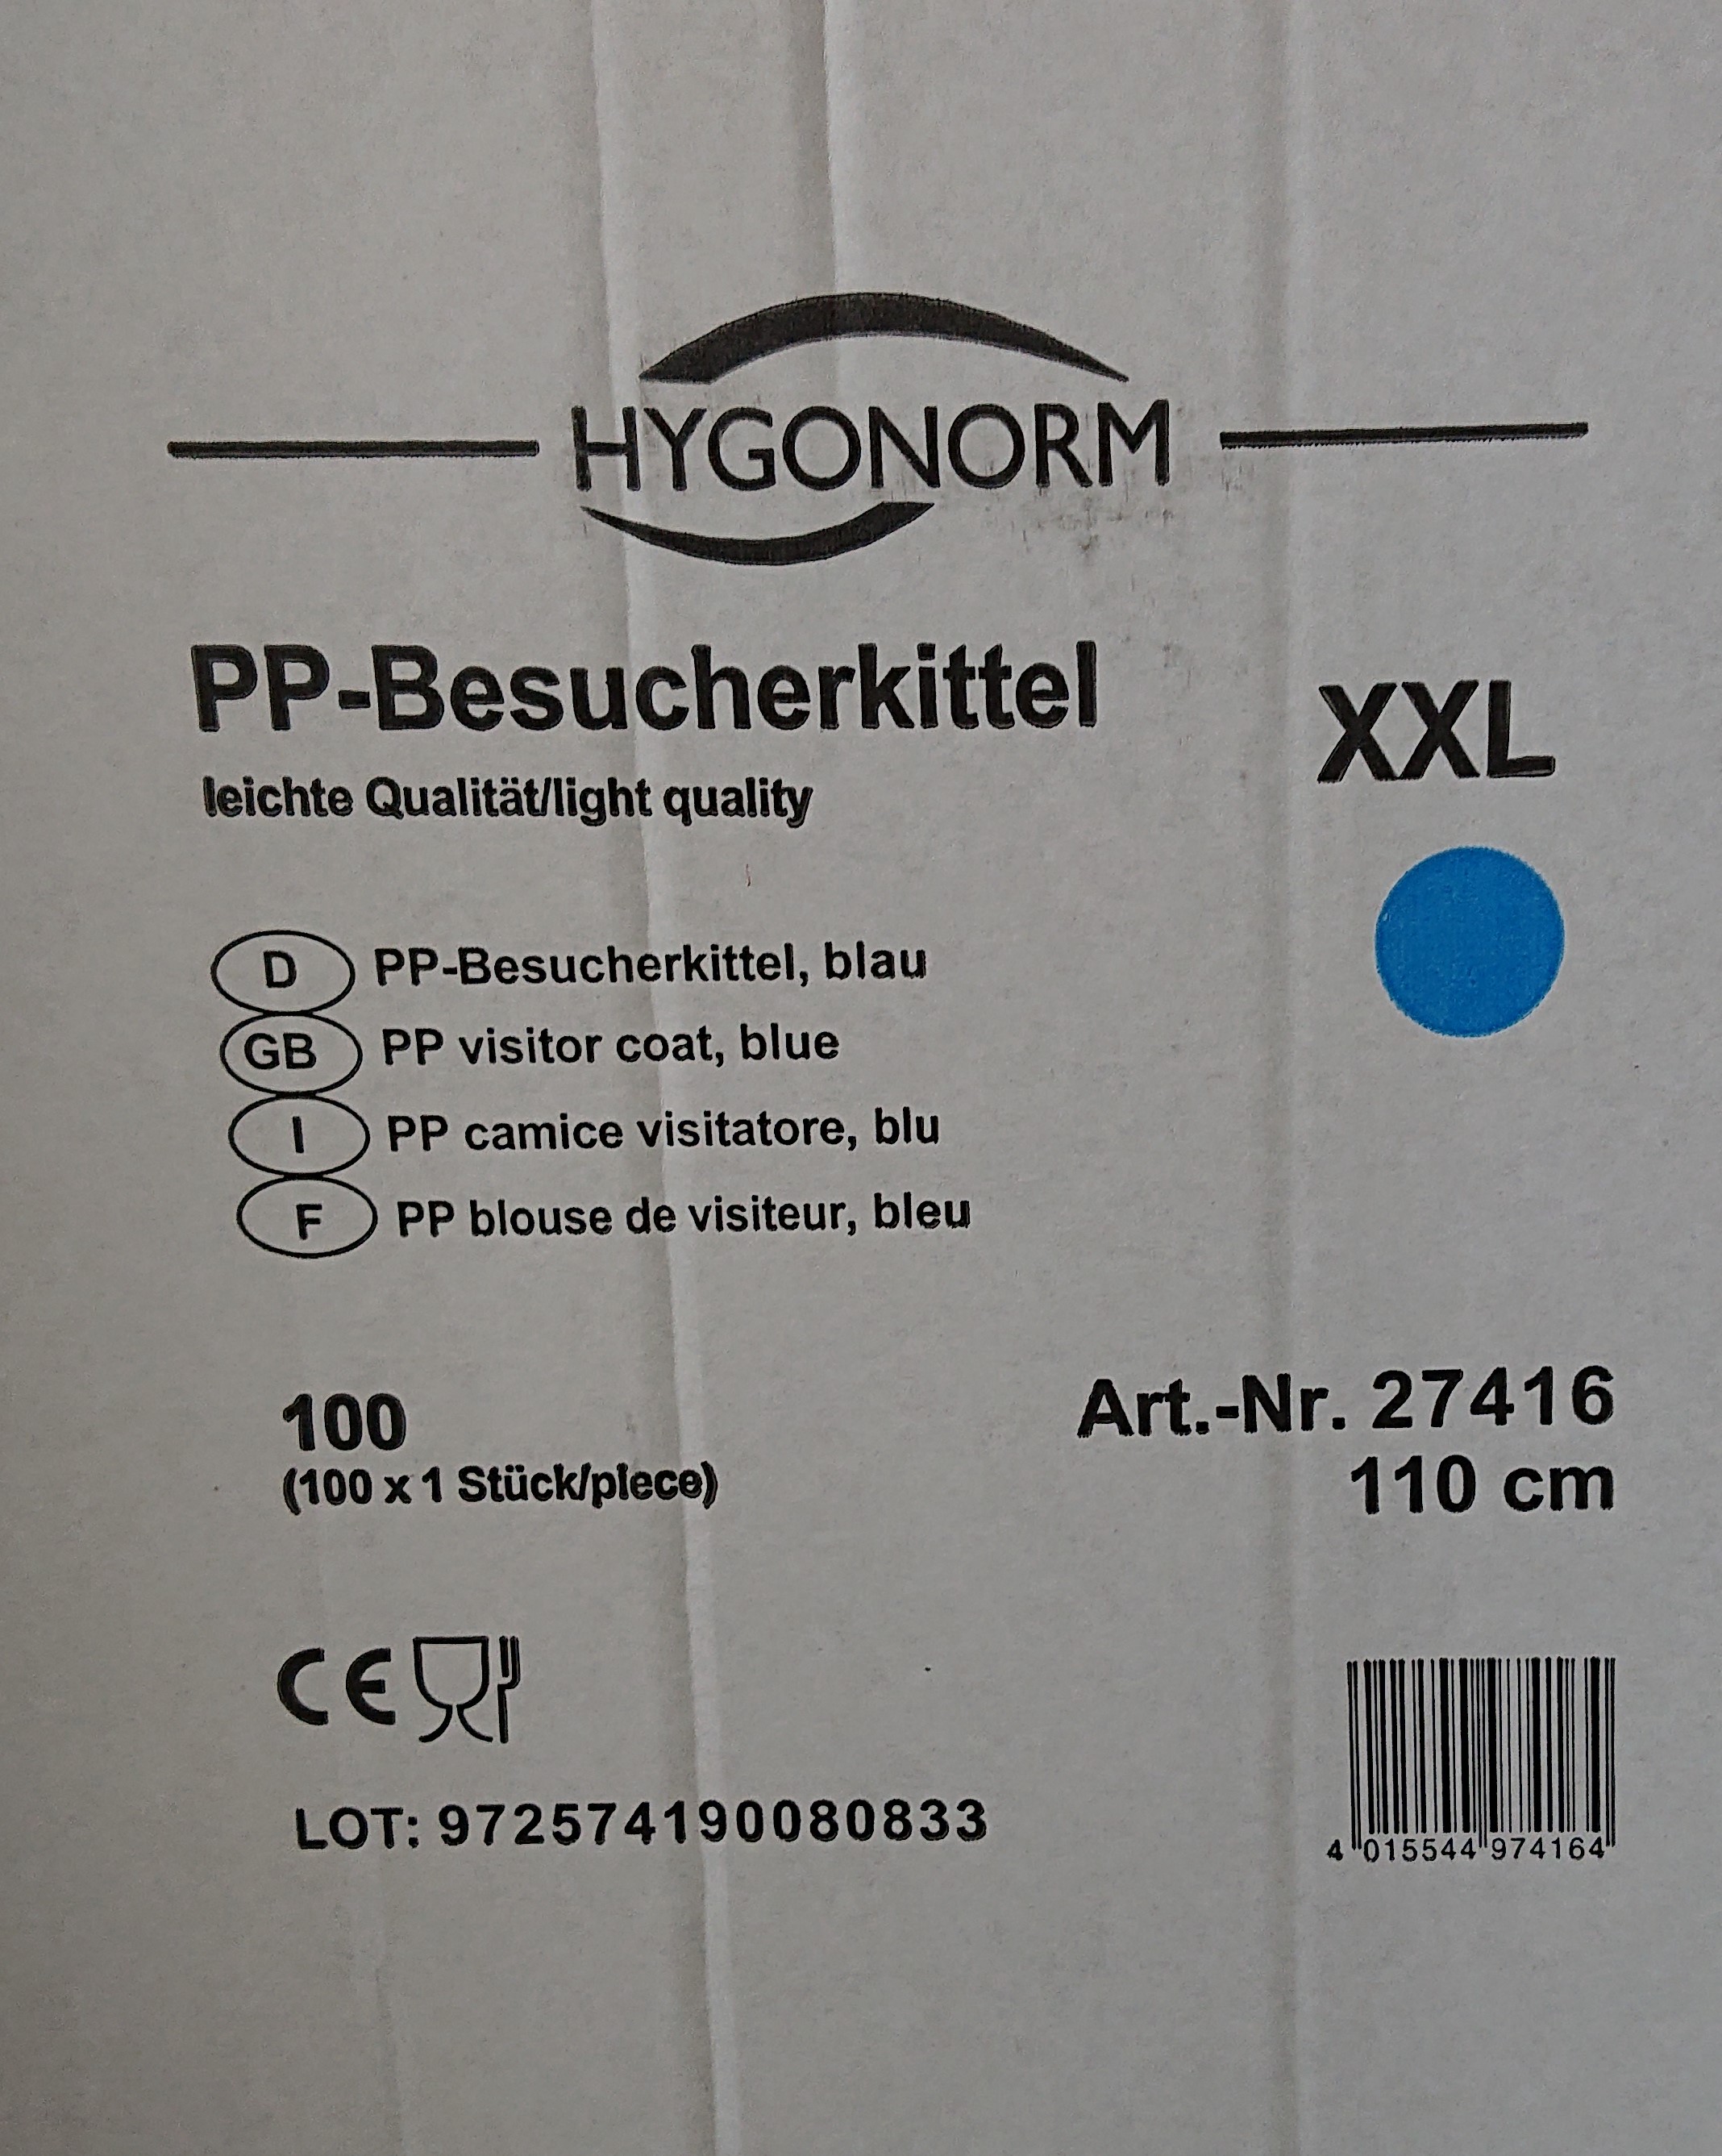 HYGONORM
PP-Besucherkittel
XXL
leichte Qualität/light quality
D PP-Besucherkittel, blau
GB PP visitor coat, blue
I PP camice visitatore, blu
F PP blouse de visiteur, bleu
100
(100 x 1 Stück/piece)
Art.-Nr. 27416
110 cm
CE
LOT: 972574190080833
4 015544 974164